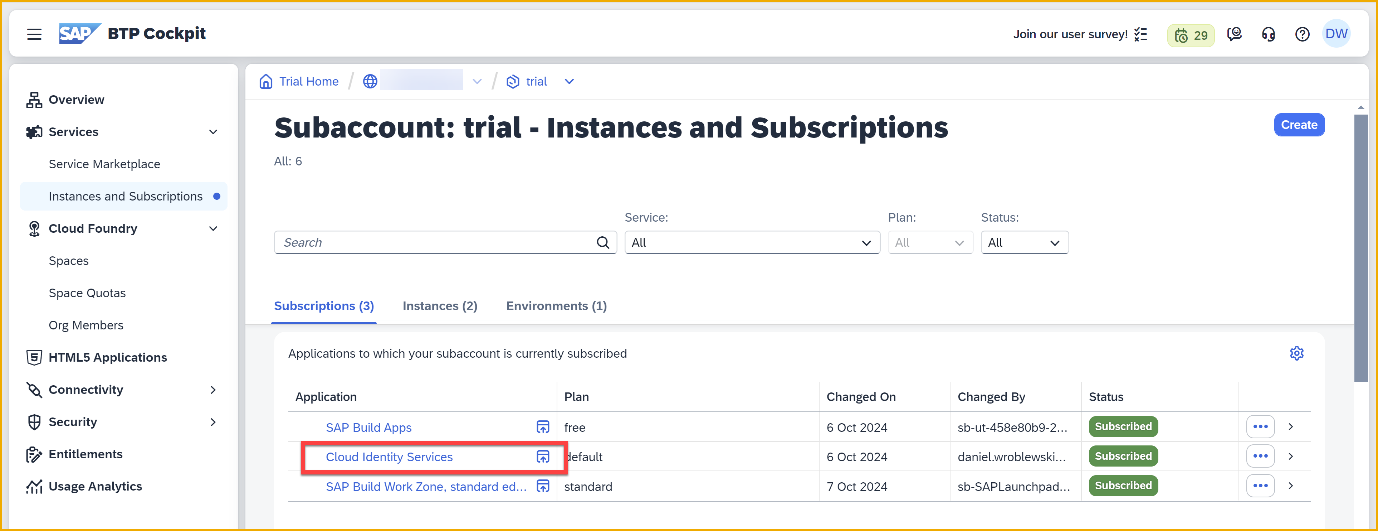 SAP BTP Cockpit Join our user survey! 29 DW
Trial Home / / trial
Overview
Services
Service Marketplace
Instances and Subscriptions
Cloud Foundry
Spaces
Space Quotas
Org Members
HTML5 Applications
Connectivity
Security
Entitlements
Usage Analytics
Subaccount: trial - Instances and Subscriptions
Create
All: 6
Service: Plan: Status:
Search All All All
Subscriptions (3) Instances (2) Environments (1)
Applications to which your subaccount is currently subscribed
Application Plan Changed On Changed By Status
SAP Build Apps free 6 Oct 2024 sb-ut-458e80b9-2... Subscribed
Cloud Identity Services default 6 Oct 2024 daniel.wroblewski... Subscribed
SAP Build Work Zone, standard ed... standard 7 Oct 2024 sb-SAPLaunchpad... Subscribed